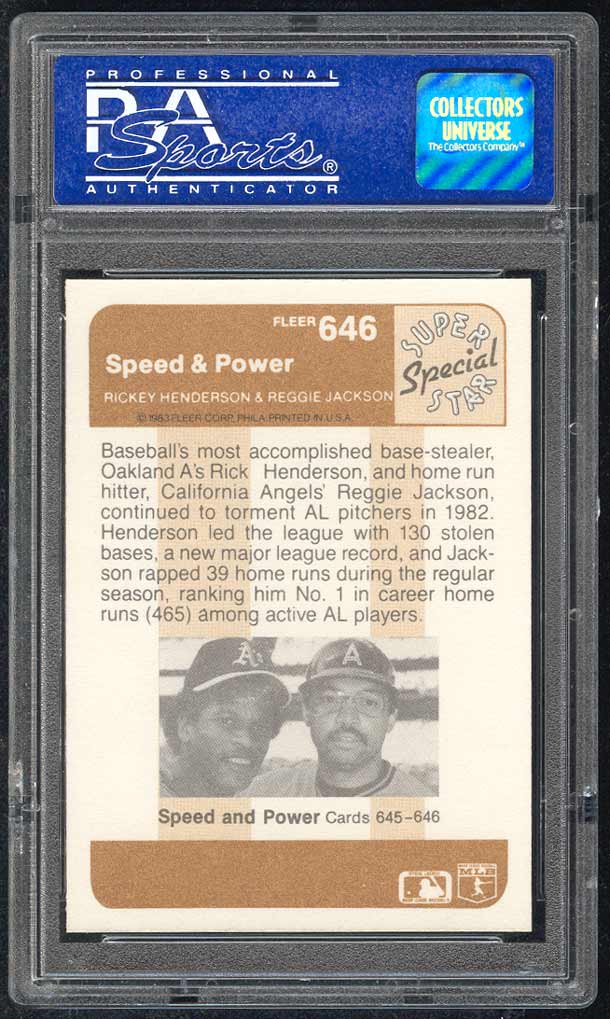 PROFESSIONAL
PSA
Sports®
AUTHENTICATOR
COLLECTORS
UNIVERSE
The Collectors Company™
FLEER 646
Speed & Power
RICKEY HENDERSON & REGGIE JACKSON
© 1983 FLEER CORP. PHILA. PRINTED IN U.S.A.
SUPER
Special
STAR
Baseball's most accomplished base-stealer,
Oakland A's Rick Henderson, and home run
hitter, California Angels' Reggie Jackson,
continued to torment AL pitchers in 1982.
Henderson led the league with 130 stolen
bases, a new major league record, and Jack-
son rapped 39 home runs during the regular
season, ranking him No. 1 in career home
runs (465) among active AL players.
A's
A
Speed and Power Cards 645–646
MLB